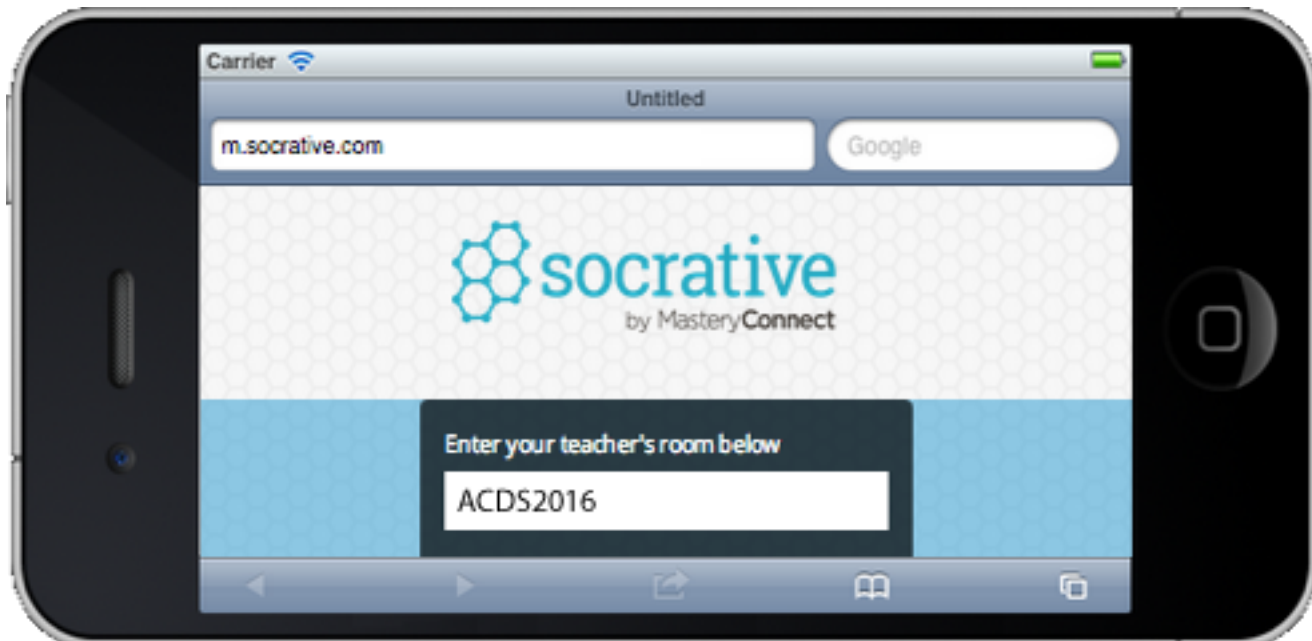 Carrier
Untitled
m.socrative.com
Google
socrative
by MasteryConnect
Enter your teacher's room below
ACDS2016